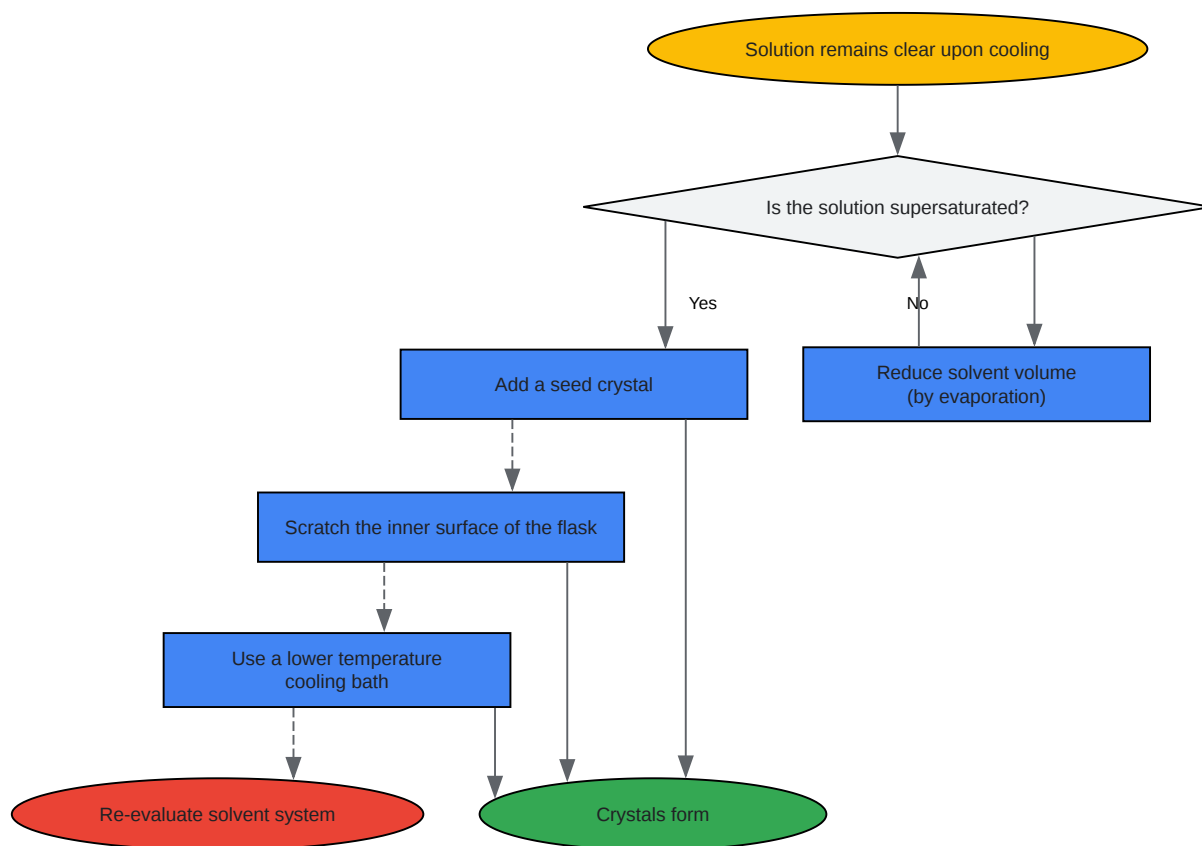 Solution remains clear upon cooling
Is the solution supersaturated?
Yes
No
Reduce solvent volume
(by evaporation)
Add a seed crystal
Scratch the inner surface of the flask
Use a lower temperature
cooling bath
Re-evaluate solvent system
Crystals form